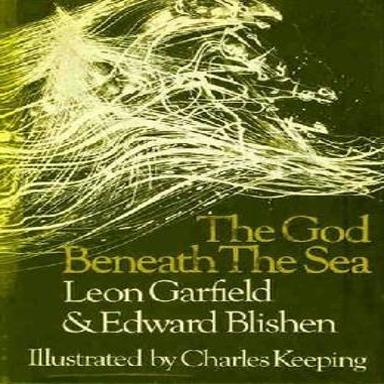 The God
Beneath The Sea
Leon Garfield
& Edward Blishen
Illustrated by Charles Keeping